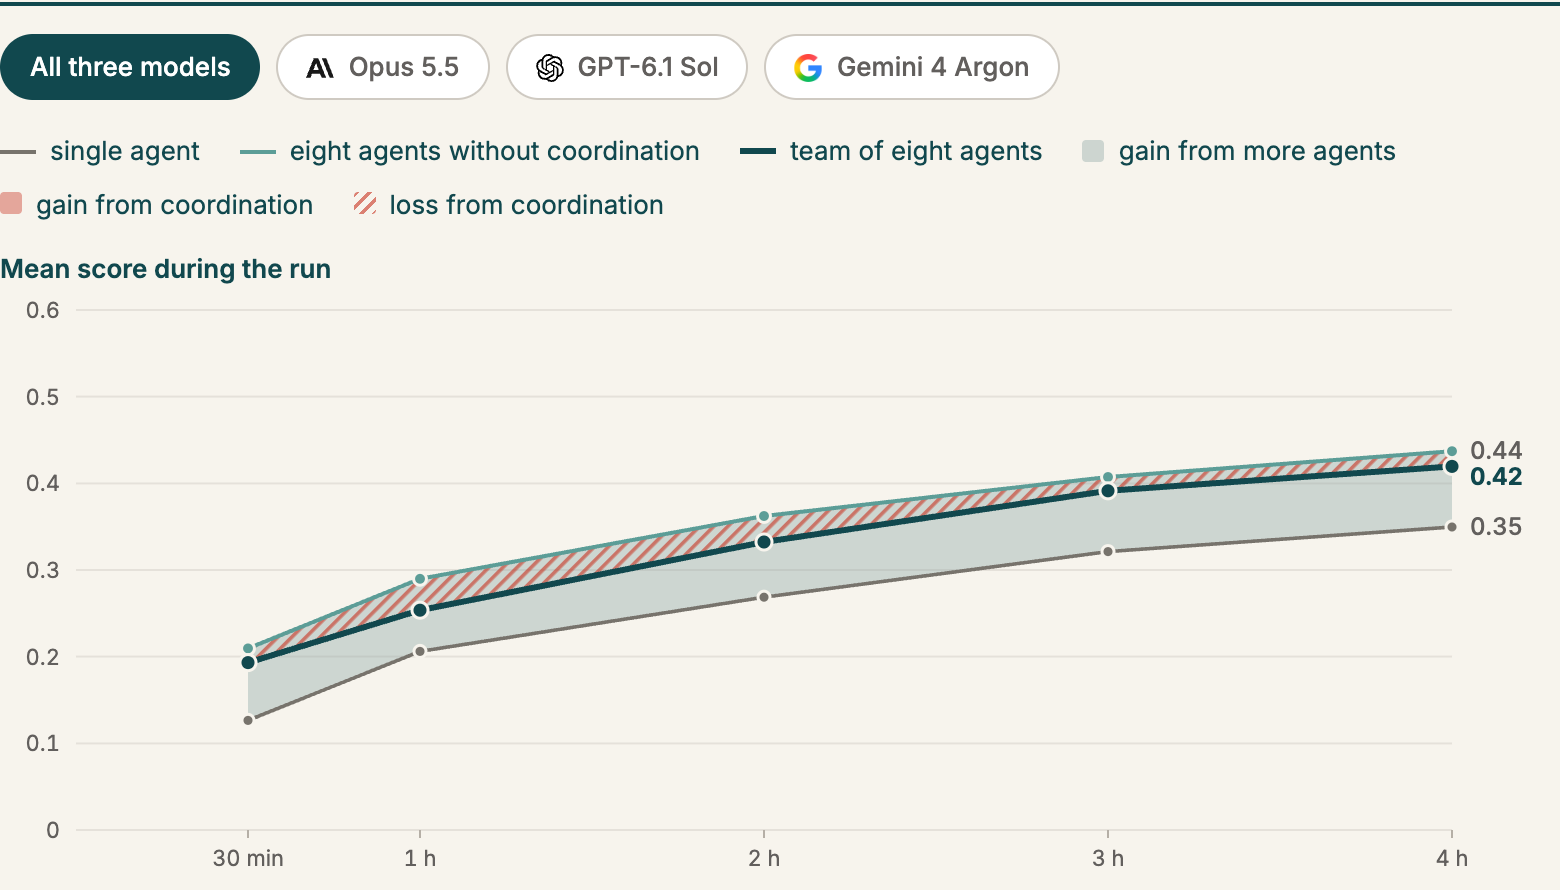 All three models Opus 5.5 GPT-6.1 Sol Gemini 4 Argon
single agent eight agents without coordination team of eight agents gain from more agents
gain from coordination loss from coordination
Mean score during the run
0.6
0.5
0.44
0.4
0.42
0.35
0.3
0.2
0.1
0
30 min 1 h 2 h 3 h 4 h